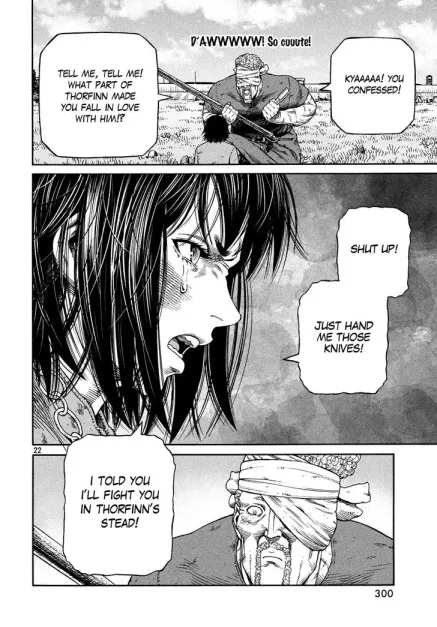 D'AWWWWW! So cuuute!
KYAAAAA! YOU
CONFESSED!
TELL ME, TELL ME!
WHAT PART OF
THORFINN MADE
YOU FALL IN LOVE
WITH HIM!?
SHUT UP!
JUST HAND
ME THOSE
KNIVES!
22
I TOLD YOU
I'LL FIGHT YOU
IN THORFINN'S
STEAD!
300